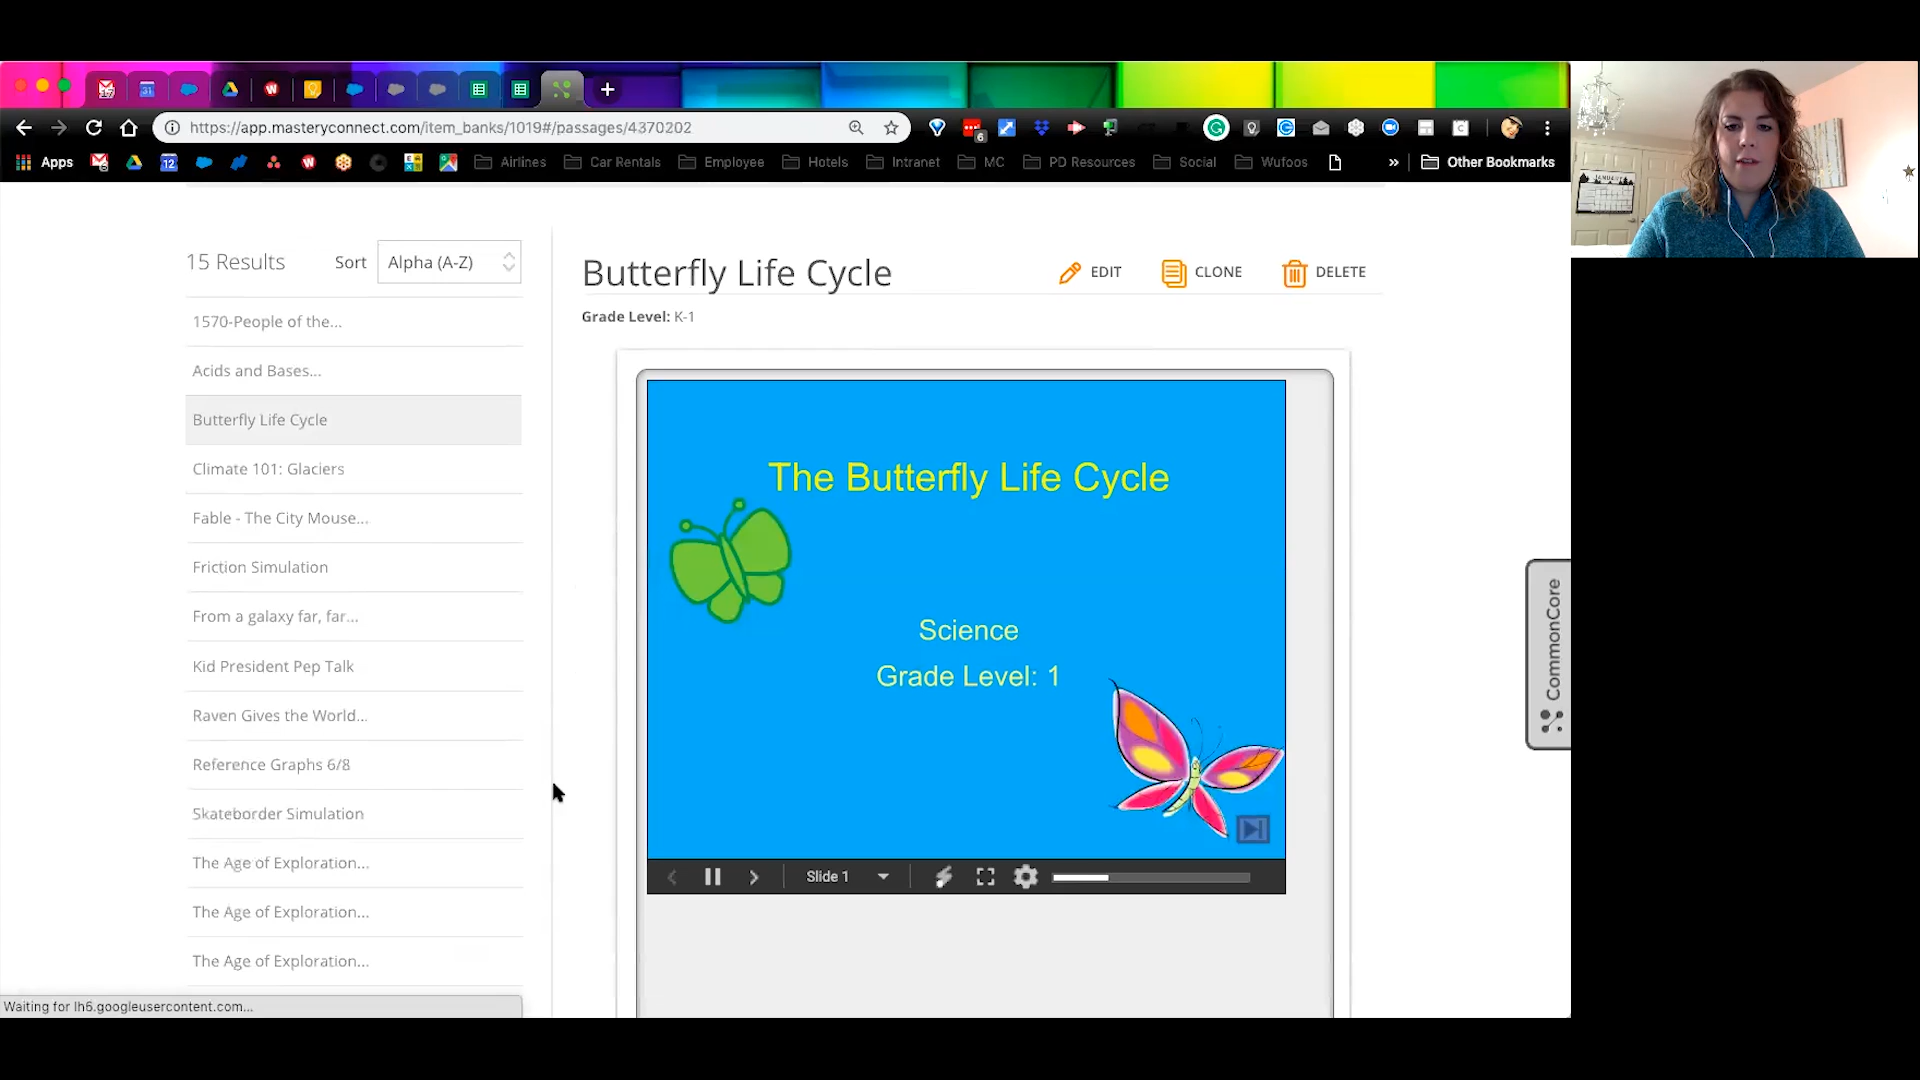 17
31
W
https://app.masteryconnect.com/item_banks/1019#/passages/4370202
6
Apps
12
W
Airlines
Car Rentals
Employee
Hotels
Intranet
MC
PD Resources
Social
Wufoos
»
Other Bookmarks
JANUARY
15 Results
Sort
Alpha (A-Z)
1570-People of the...
Acids and Bases...
Butterfly Life Cycle
Climate 101: Glaciers
Fable - The City Mouse...
Friction Simulation
From a galaxy far, far...
Kid President Pep Talk
Raven Gives the World...
Reference Graphs 6/8
Skateborder Simulation
The Age of Exploration...
The Age of Exploration...
The Age of Exploration...
Waiting for lh6.googleusercontent.com...
Butterfly Life Cycle
EDIT
CLONE
DELETE
Grade Level: K-1
The Butterfly Life Cycle
Science
Grade Level: 1
Slide 1
CommonCore